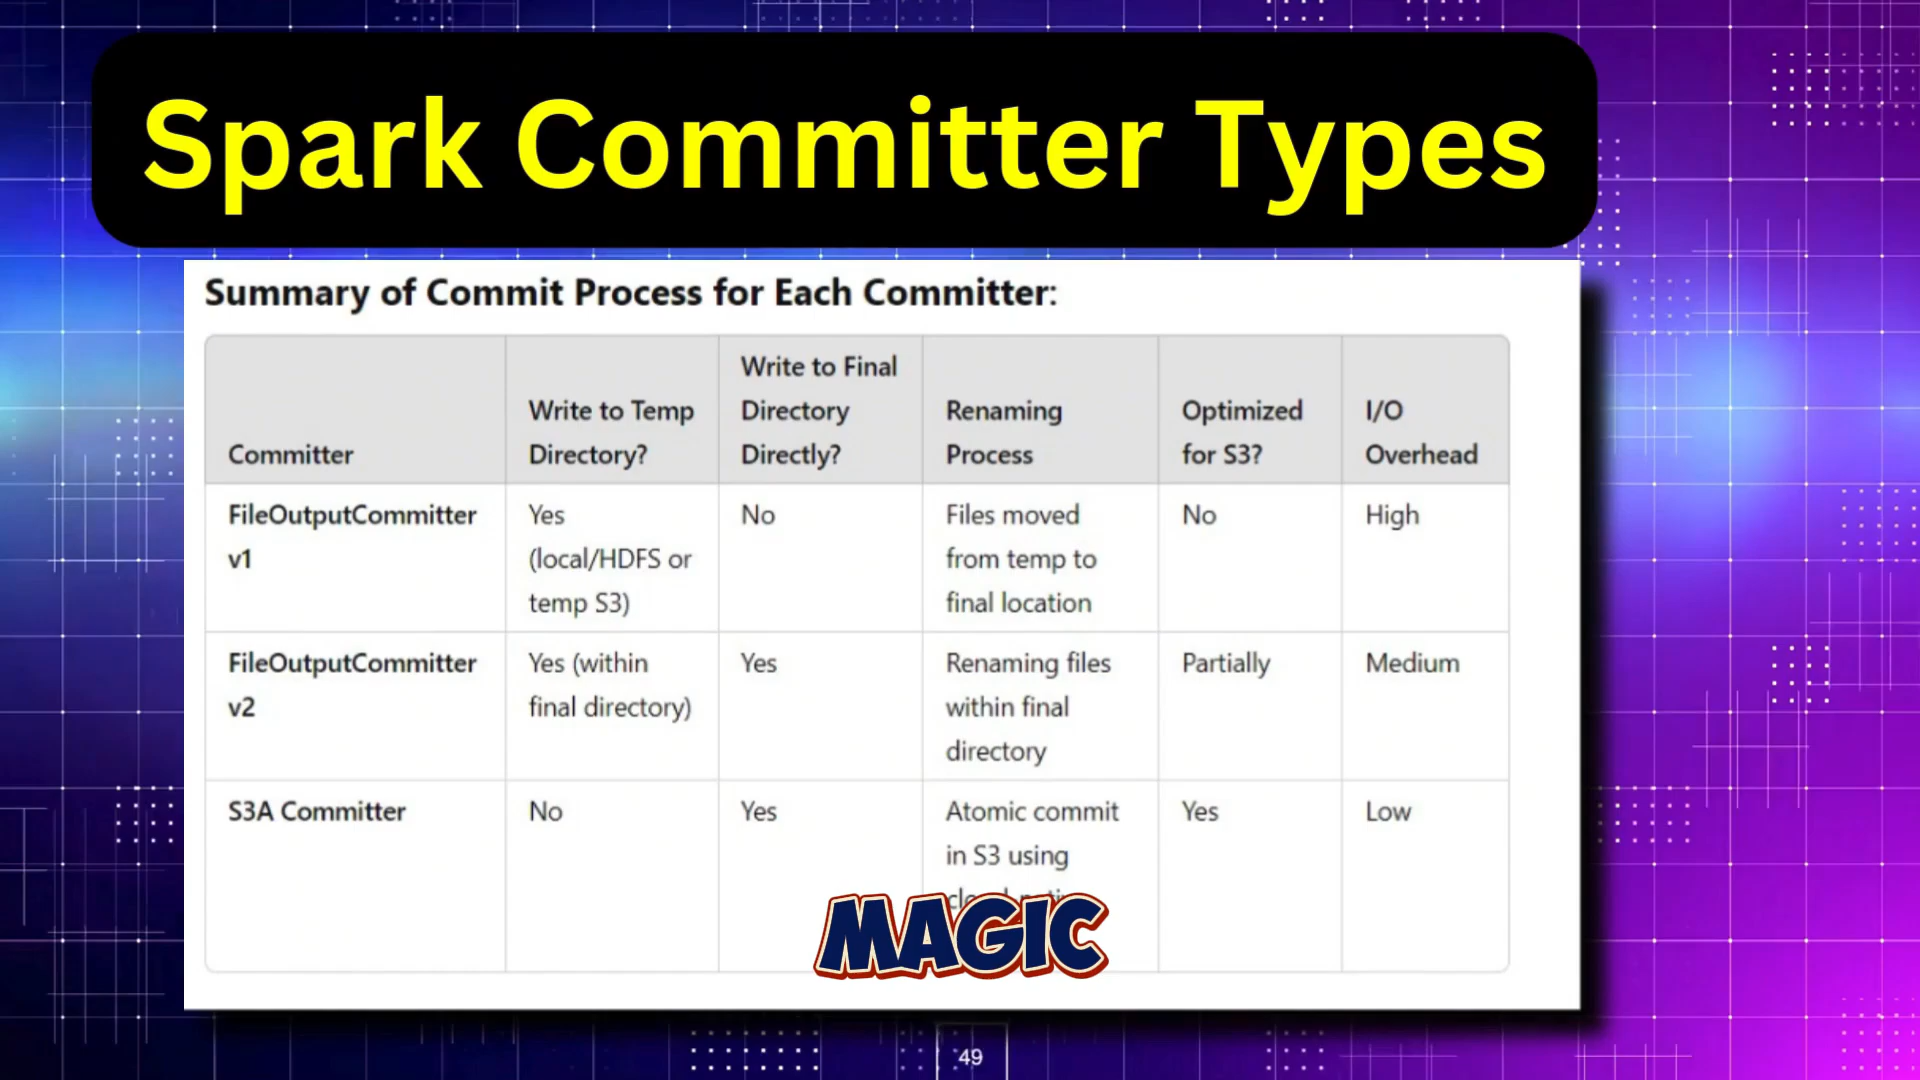 Spark Committer Types
Summary of Commit Process for Each Committer:
Committer
Write to Temp
Directory?
Write to Final
Directory
Directly?
Renaming
Process
Optimized
for S3?
I/O
Overhead
FileOutputCommitter
v1
Yes
(local/HDFS or
temp S3)
No
Files moved
from temp to
final location
No
High
FileOutputCommitter
v2
Yes (within
final directory)
Yes
Renaming files
within final
directory
Partially
Medium
S3A Committer
No
Yes
Atomic commit
in S3 using
Yes
Low
MAGIC
49